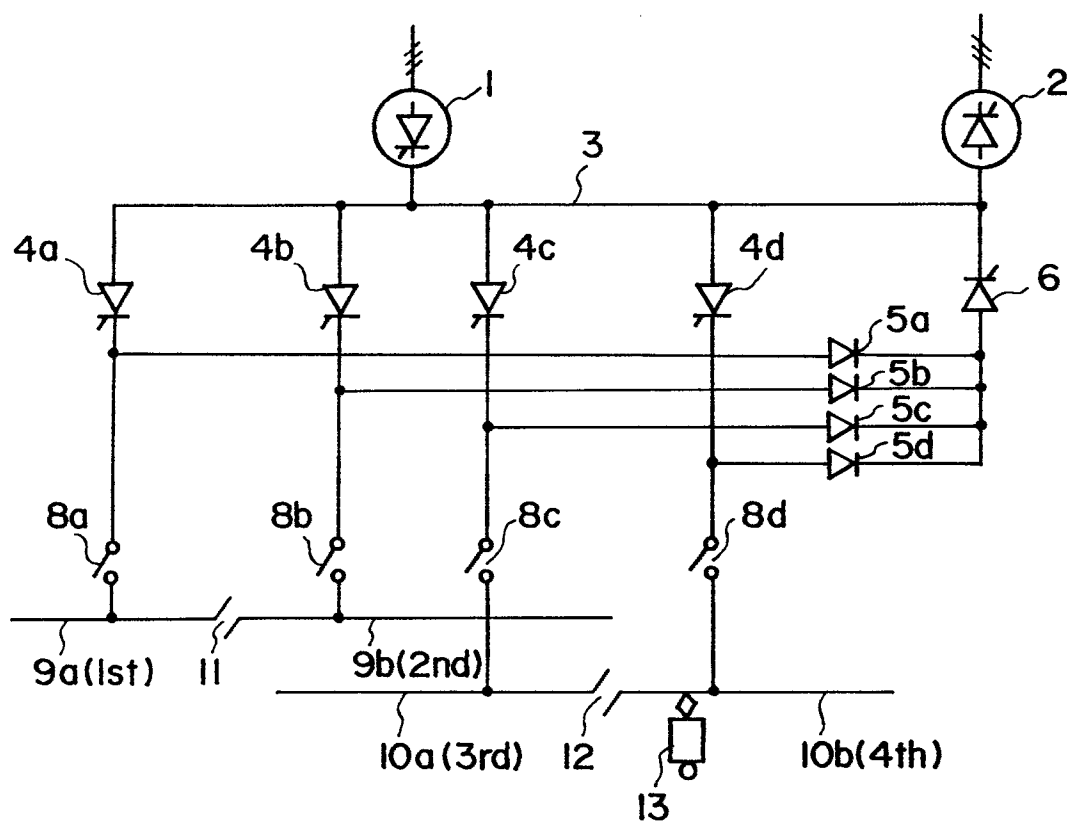 1
2
3
4a
4b
4c
4d
6
5a
5b
5c
5d
8a
8b
8c
8d
9a(1st)
11
9b(2nd)
10a(3rd)
12
10b(4th)
13